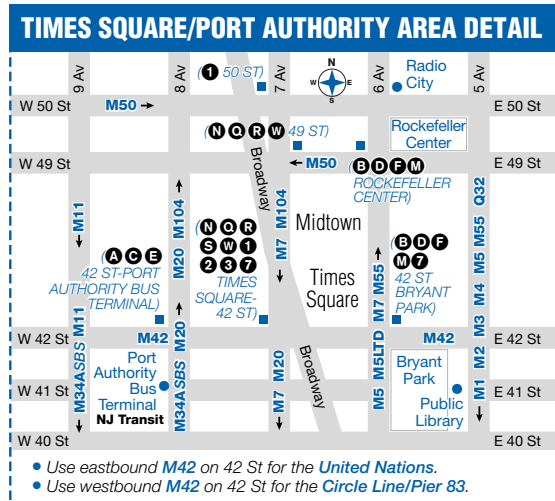 TIMES SQUARE/PORT AUTHORITY AREA DETAIL
9 Av
8 Av
(1 50 ST)
7 Av
N
W E
S
6 Av
Radio
City
5 Av
W 50 St
M50
E 50 St
(N Q R W 49 ST)
Rockefeller
Center
W 49 St
Broadway
M50
E 49 St
(B D F M
ROCKEFELLER
CENTER)
M11
M104
M20
M104
M7
Midtown
Q32
M55
M5
M4
M3
M2
M1
(A C E
42 ST-PORT
AUTHORITY BUS
TERMINAL)
(N Q R
S W 1
2 3 7
TIMES
SQUARE-
42 ST)
Times
Square
M55
M7
M5LTD
M5
(B D F
M 7
42 ST
BRYANT
PARK)
W 42 St
M11
M34ASBS
M42
M20
M34ASBS
M20
M7
Broadway
M42
E 42 St
Port
Authority
Bus
Terminal
NJ Transit
Bryant
Park
W 41 St
E 41 St
Public
Library
W 40 St
E 40 St
• Use eastbound M42 on 42 St for the United Nations.
• Use westbound M42 on 42 St for the Circle Line/Pier 83.